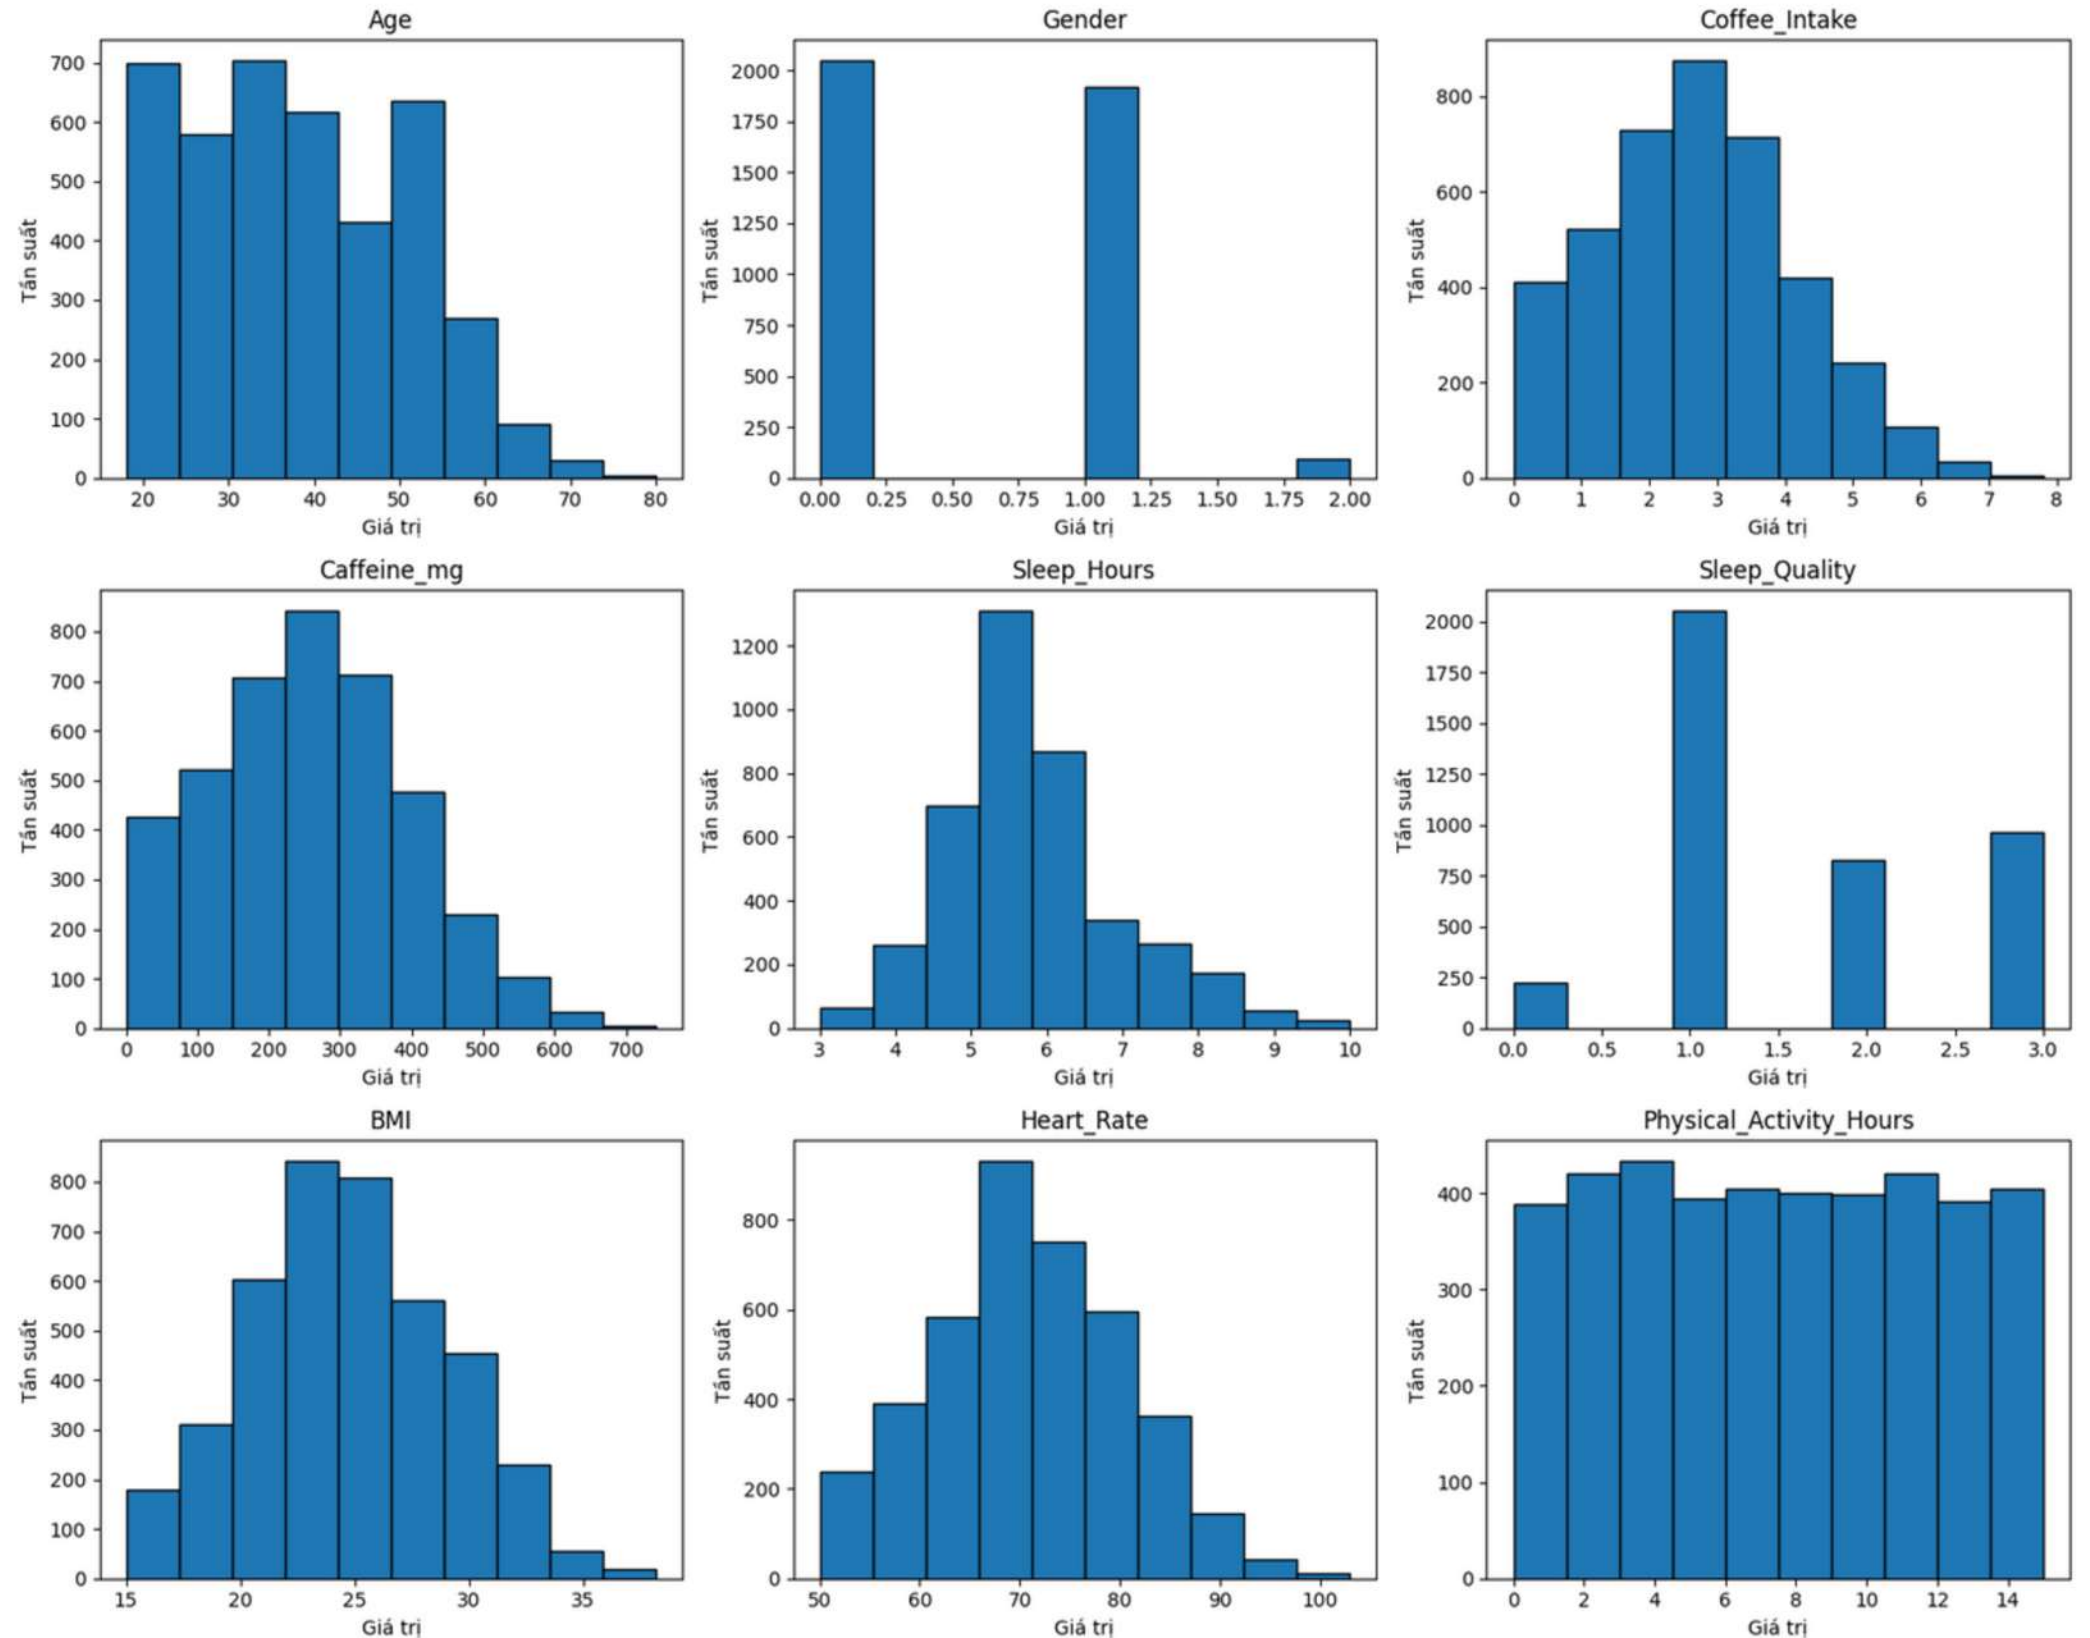 Age
700
600
500
400
300
200
100
0
20 30 40 50 60 70 80
Tần suất
Giá trị
Gender
2000
1750
1500
1250
1000
750
500
250
0
0.00 0.25 0.50 0.75 1.00 1.25 1.50 1.75 2.00
Tần suất
Giá trị
Coffee_Intake
800
600
400
200
0
0 1 2 3 4 5 6 7 8
Tần suất
Giá trị
Caffeine_mg
800
700
600
500
400
300
200
100
0
0 100 200 300 400 500 600 700
Tần suất
Giá trị
Sleep_Hours
1200
1000
800
600
400
200
0
3 4 5 6 7 8 9 10
Tần suất
Giá trị
Sleep_Quality
2000
1750
1500
1250
1000
750
500
250
0
0.0 0.5 1.0 1.5 2.0 2.5 3.0
Tần suất
Giá trị
BMI
800
700
600
500
400
300
200
100
0
15 20 25 30 35
Tần suất
Giá trị
Heart_Rate
800
600
400
200
0
50 60 70 80 90 100
Tần suất
Giá trị
Physical_Activity_Hours
400
300
200
100
0
0 2 4 6 8 10 12 14
Tần suất
Giá trị